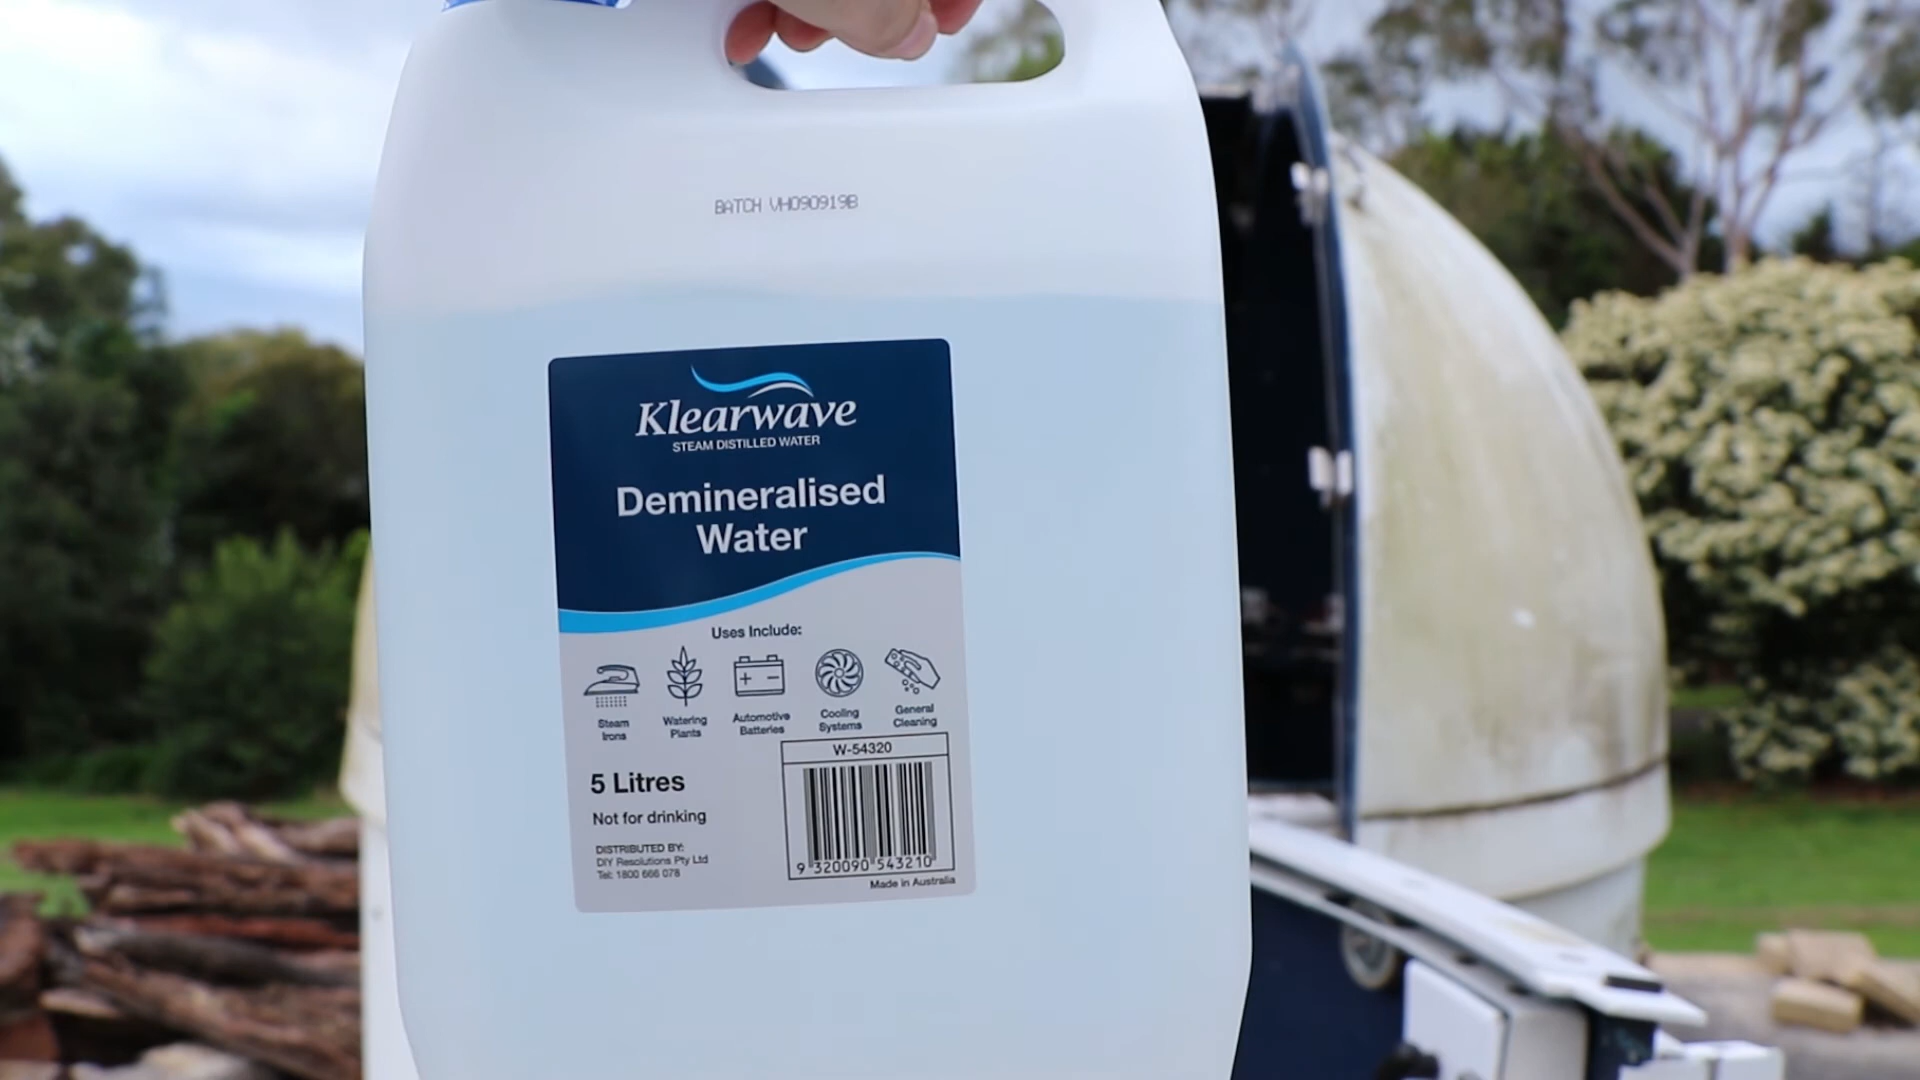 BATCH VH090919B
Klearwave
STEAM DISTILLED WATER
Demineralised
Water
Uses Include:
Steam
Irons
Watering
Plants
Automotive
Batteries
Cooling
Systems
General
Cleaning
W-54320
5 Litres
Not for drinking
DISTRIBUTED BY:
DIY Resolutions Pty Ltd
Tel: 1800 666 078
9 320090 543210
Made in Australia